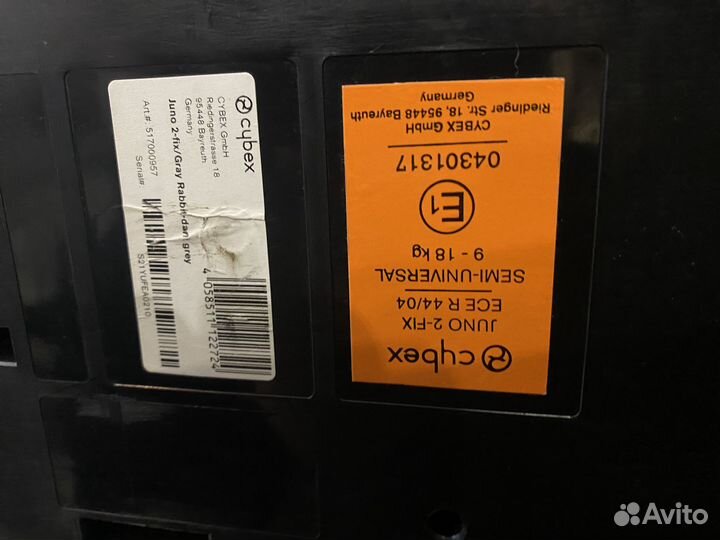 cybex
CYBEX GmbH
Riedingerstrasse 18
95448 Bayreuth
Germany
Juno 2-fix/Gray Rabbit-dark grey
Art.#: 517000957
Serial#:
S21YUFEA0210
4 058511 122724
cybex
JUNO 2-FIX
ECE R 44/04
SEMI-UNIVERSAL
9 - 18 kg
E1
04301317
CYBEX GmbH
Riedinger Str. 18, 95448 Bayreuth
Germany
Avito